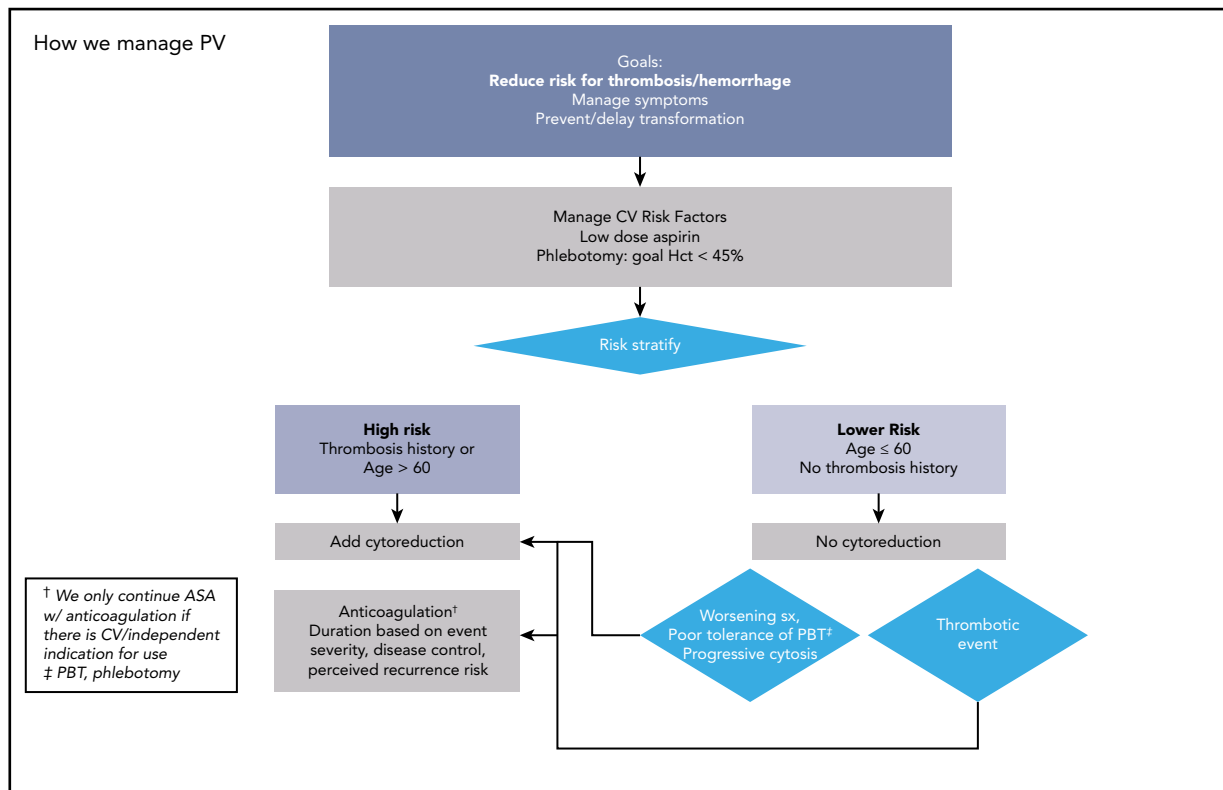 How we manage PV
Goals:
Reduce risk for thrombosis/hemorrhage
Manage symptoms
Prevent/delay transformation
Manage CV Risk Factors
Low dose aspirin
Phlebotomy: goal Hct < 45%
Risk stratify
High risk
Thrombosis history or
Age > 60
Lower Risk
Age ≤ 60
No thrombosis history
Add cytoreduction
No cytoreduction
† We only continue ASA
w/ anticoagulation if
there is CV/independent
indication for use
‡ PBT, phlebotomy
Anticoagulation†
Duration based on event
severity, disease control,
perceived recurrence risk
Worsening sx,
Poor tolerance of PBT‡
Progressive cytosis
Thrombotic
event